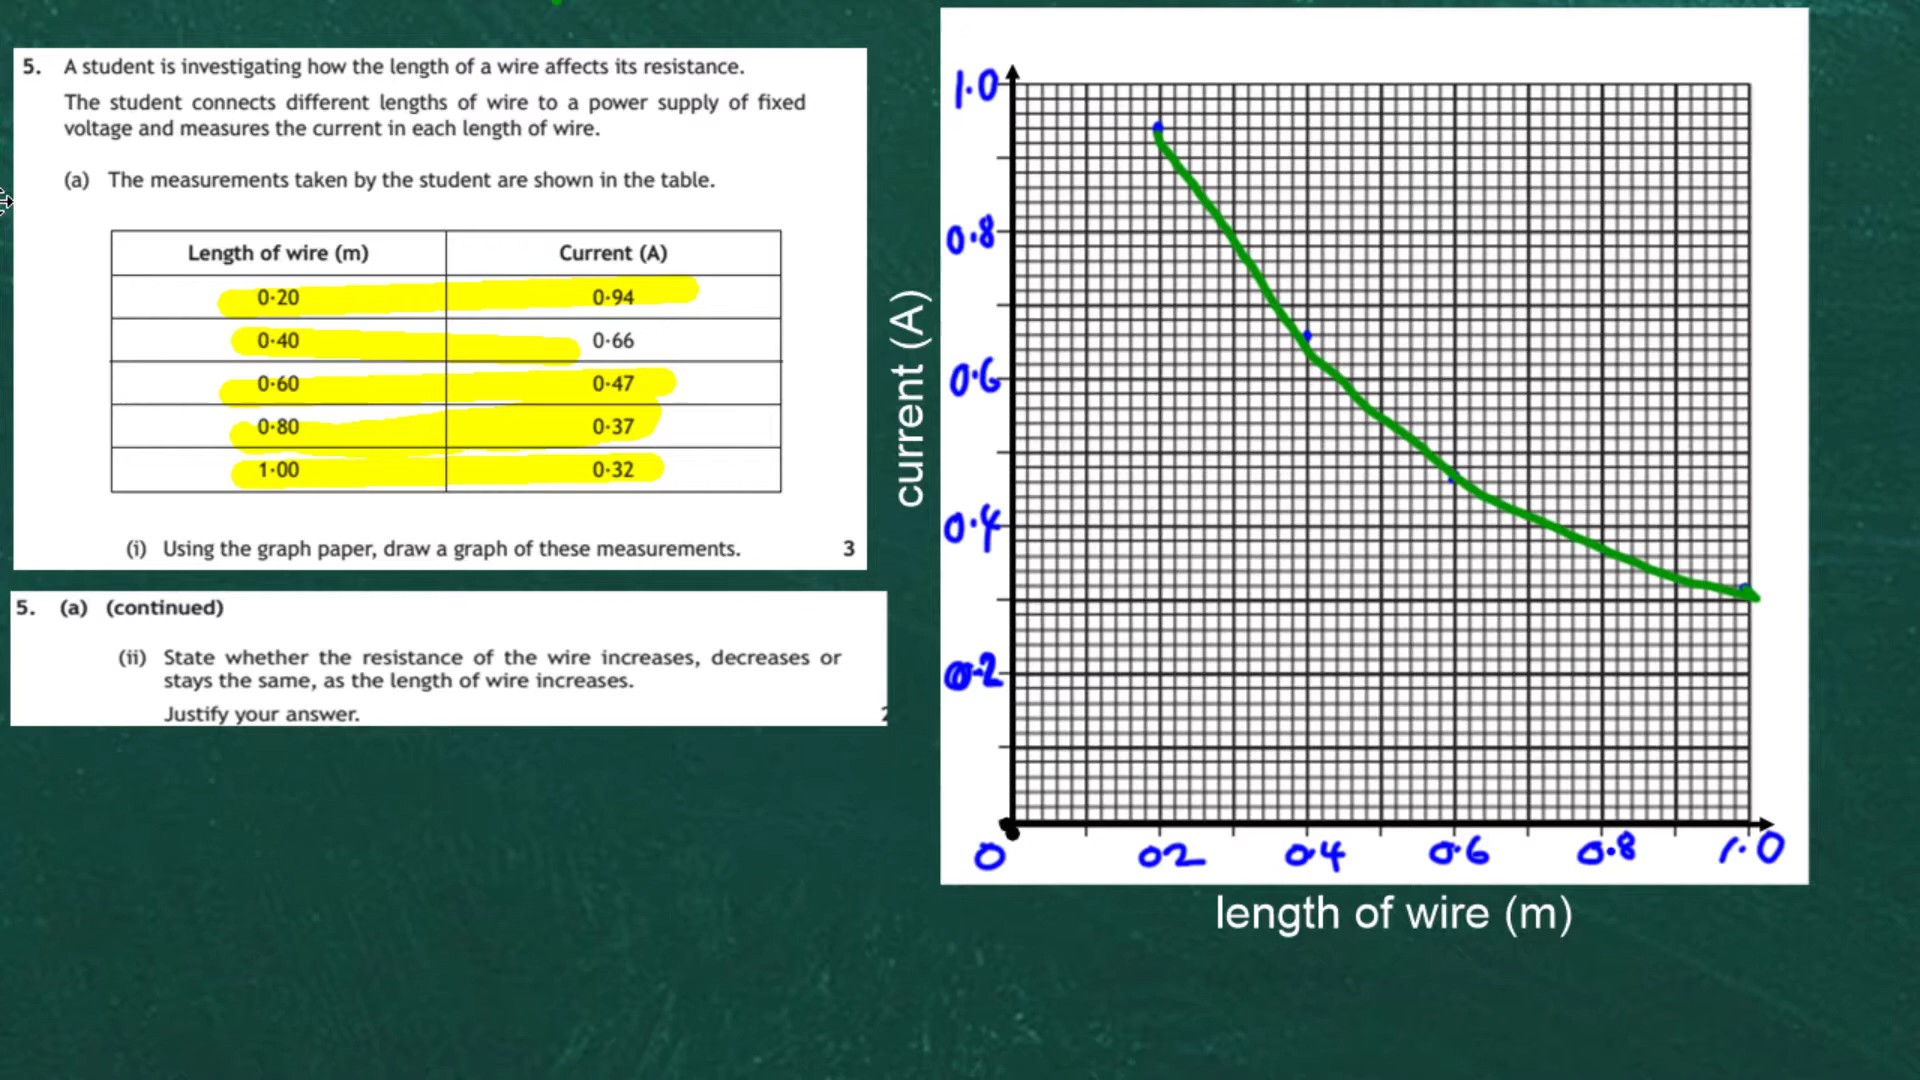 5. A student is investigating how the length of a wire affects its resistance.
The student connects different lengths of wire to a power supply of fixed
voltage and measures the current in each length of wire.
(a) The measurements taken by the student are shown in the table.
Length of wire (m) Current (A)
0·20 0·94
0·40 0·66
0·60 0·47
0·80 0·37
1·00 0·32
(i) Using the graph paper, draw a graph of these measurements. 3
5. (a) (continued)
(ii) State whether the resistance of the wire increases, decreases or
stays the same, as the length of wire increases.
Justify your answer. 2
current (A)
1.0
0.8
0.6
0.4
0.2
0 02 0.4 0.6 0.8 1.0
length of wire (m)